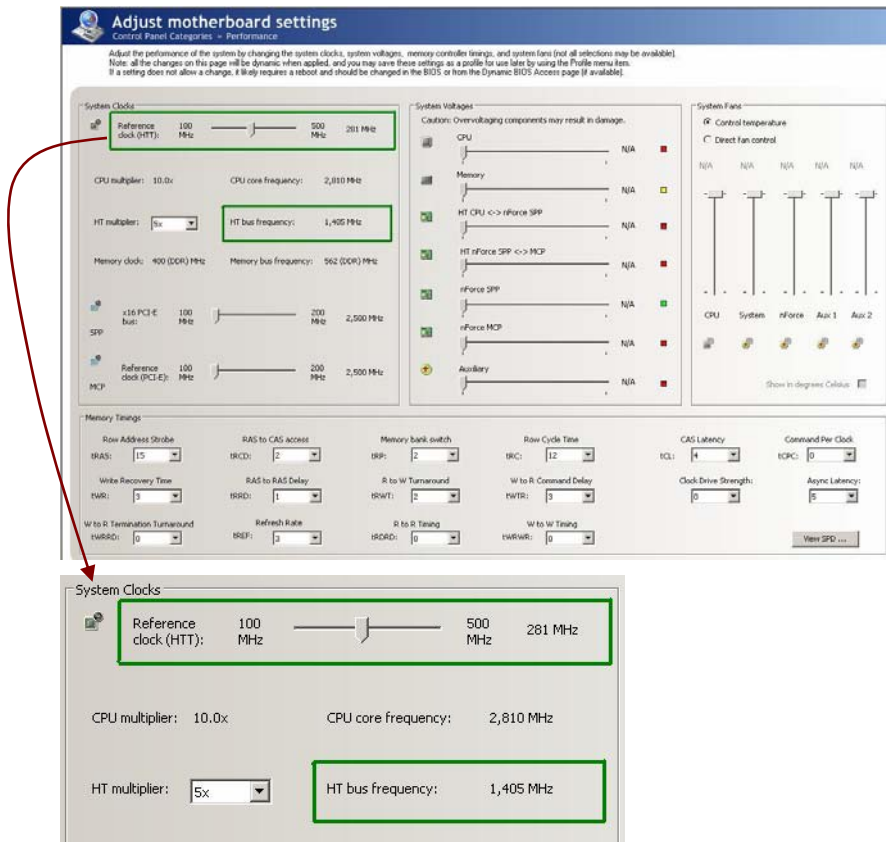 Adjust motherboard settings
Control Panel Categories - Performance
Adjust the performance of the system by changing the system clocks, system voltages, memory controller timings, and system fans (not all selections may be available).
Note: all the changes on this page will be dynamic when applied, and you may save these settings as a profile for use later by using the Profile menu item.
If a setting does not allow a change, it likely requires a reboot and should be changed in the BIOS or from the Dynamic BIOS Access page (if available).
System Clocks
Reference clock (HTT): 100 MHz 500 MHz 281 MHz
CPU multiplier: 10.0x CPU core frequency: 2,810 MHz
HT multiplier: 5x HT bus frequency: 1,405 MHz
Memory clock: 400 (DDR) MHz Memory bus frequency: 562 (DDR) MHz
SPP x16 PCI-E bus: 100 MHz 200 MHz 2,500 MHz
MCP Reference clock (PCI-E): 100 MHz 200 MHz 2,500 MHz
System Voltages
Caution: Overvoltaging components may result in damage.
CPU
N/A
Memory
N/A
HT CPU <-> nForce SPP
N/A
HT nForce SPP <-> MCP
N/A
nForce SPP
N/A
nForce MCP
N/A
Auxiliary
N/A
System Fans
Control temperature
Direct fan control
N/A N/A N/A N/A N/A
CPU System nForce Aux 1 Aux 2
Show in degrees Celsius
Memory Timings
Row Address Strobe RAS to CAS access Memory bank switch Row Cycle Time CAS Latency Command Per Clock
tRAS: 15 tRCD: 2 tRP: 2 tRC: 12 tCL: 4 tCPC: 0
Write Recovery Time RAS to RAS Delay R to W Turnaround W to R Command Delay Clock Drive Strength: Async Latency:
tWR: 3 tRRD: 1 tRWT: 2 tWTR: 3 0 5
W to R Termination Turnaround Refresh Rate R to R Timing W to W Timing
tWRRD: 0 tREF: 3 tRDRD: 0 tWRWR: 0 View SPD ...
System Clocks
Reference clock (HTT): 100 MHz 500 MHz 281 MHz
CPU multiplier: 10.0x CPU core frequency: 2,810 MHz
HT multiplier: 5x HT bus frequency: 1,405 MHz